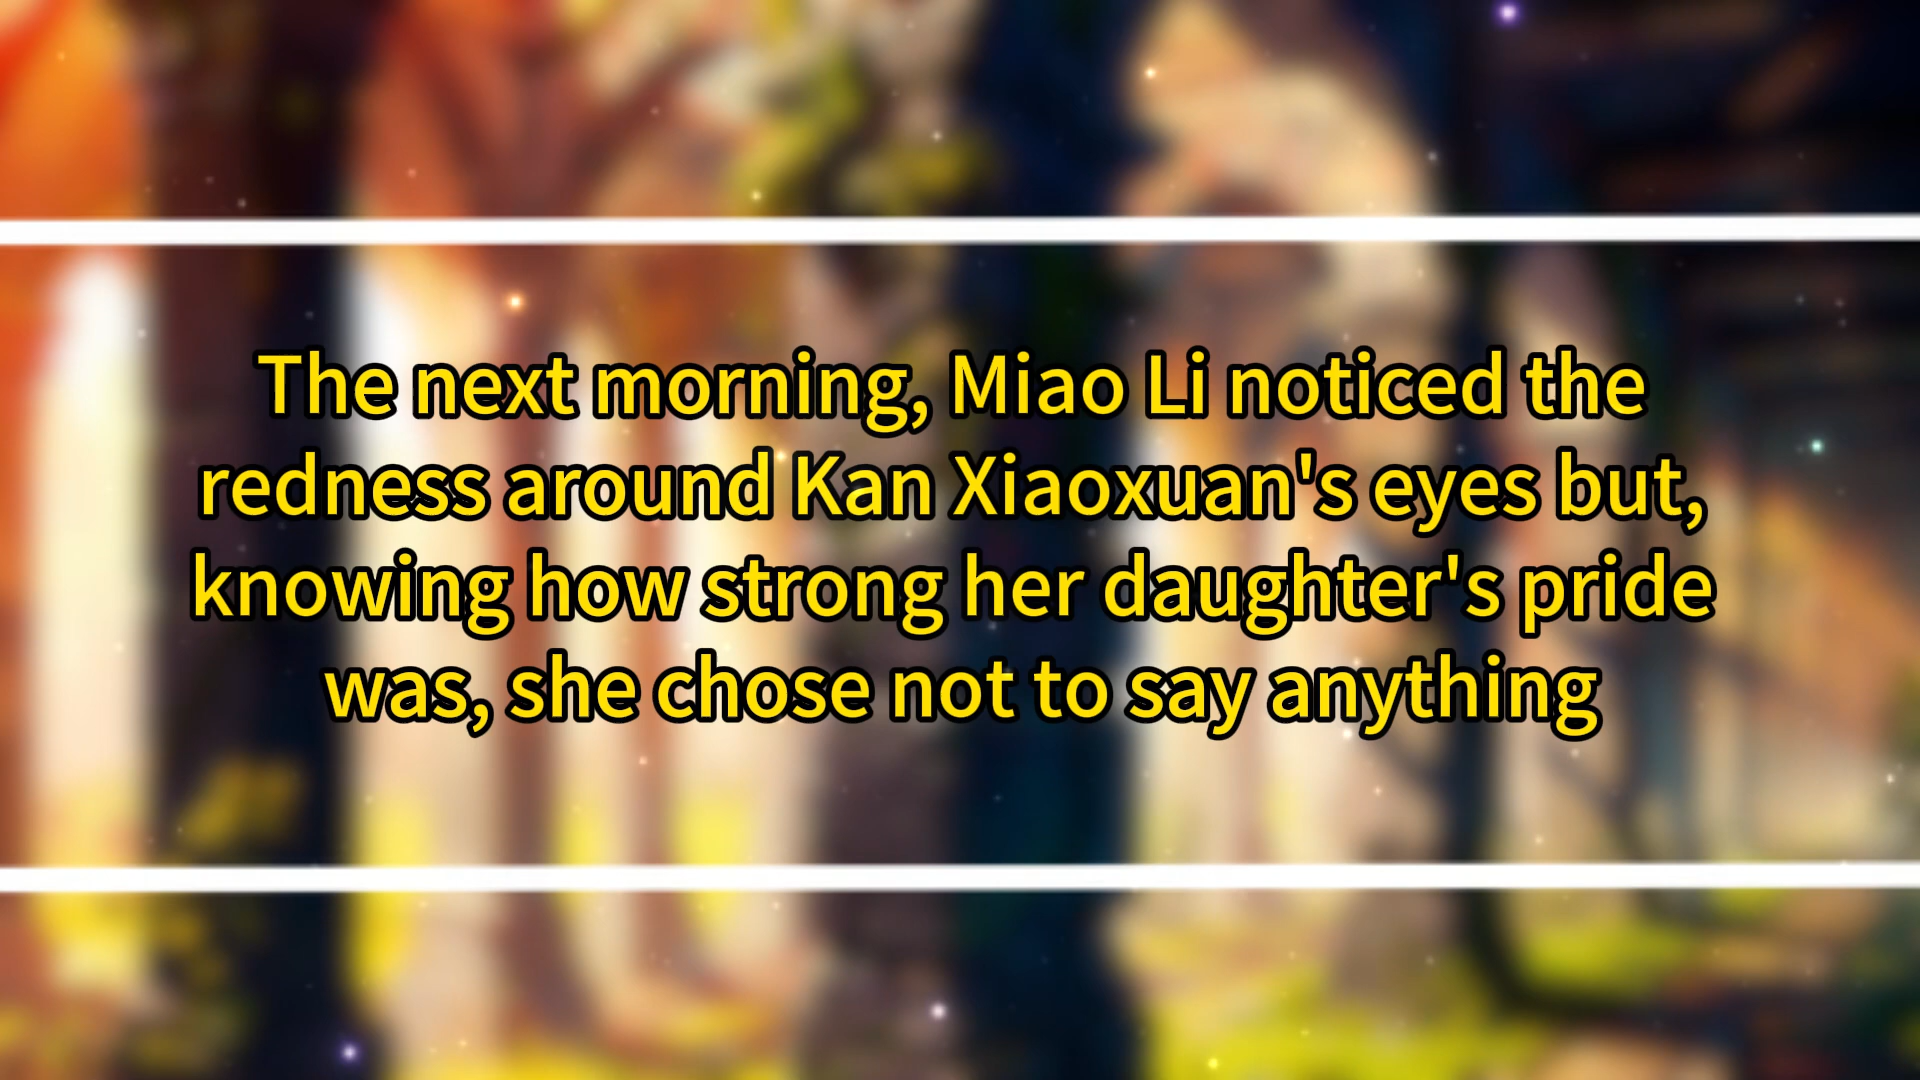 The next morning, Miao Li noticed the
redness around Kan Xiaoxuan's eyes but,
knowing how strong her daughter's pride
was, she chose not to say anything